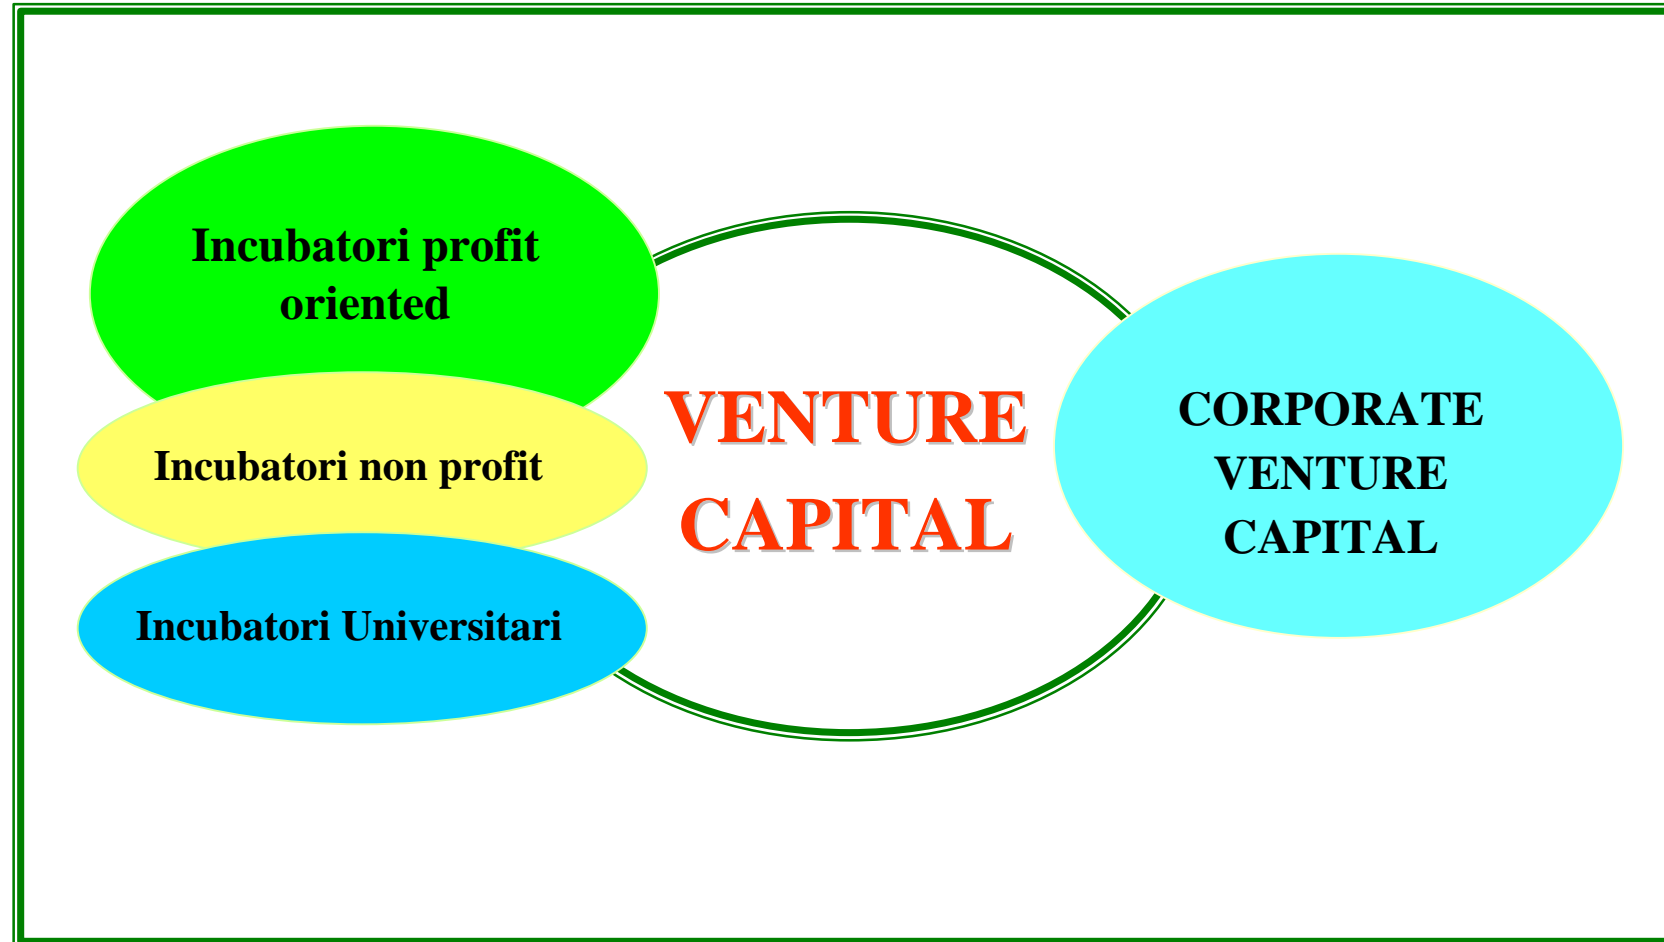 Incubatori profit
oriented
Incubatori non profit
Incubatori Universitari
VENTURE
CAPITAL
CORPORATE
VENTURE
CAPITAL